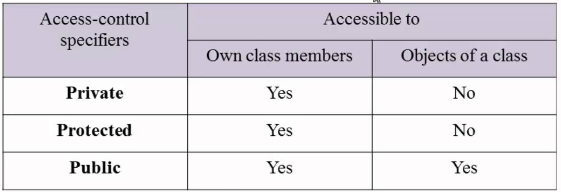 Access-control
specifiers
Accessible to
Own class members
Objects of a class
Private
Yes
No
Protected
Yes
No
Public
Yes
Yes